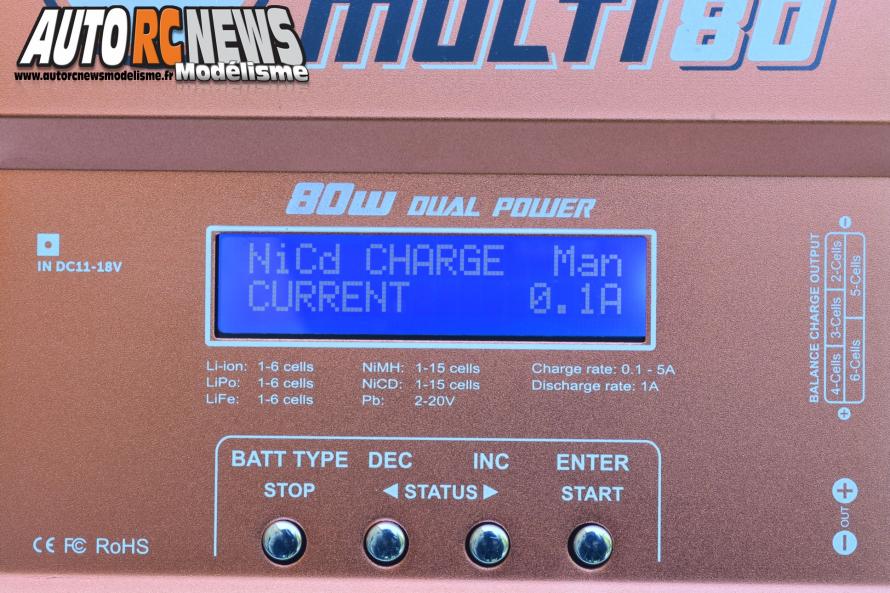 AUTORCNEWS
www.autorcnewsmodelisme.fr Modélisme
MULTI 80
80W DUAL POWER
IN DC11-18V
NiCd CHARGE Man
CURRENT 0.1A
Li-ion: 1-6 cells
LiPo: 1-6 cells
LiFe: 1-6 cells
NiMH: 1-15 cells
NiCD: 1-15 cells
Pb: 2-20V
Charge rate: 0.1 - 5A
Discharge rate: 1A
BALANCE CHARGE OUTPUT
2-Cells
3-Cells
4-Cells
5-Cells
6-Cells
BATT TYPE DEC INC ENTER
STOP ◀ STATUS ▶ START
CE FC RoHS
+
OUT
-